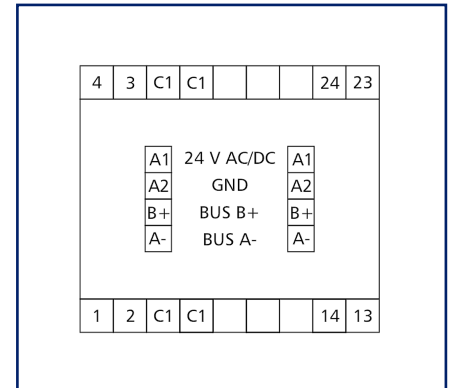 4 3 C1 C1 24 23
A1 24 V AC/DC A1
A2 GND A2
B+ BUS B+ B+
A- BUS A- A-
1 2 C1 C1 14 13